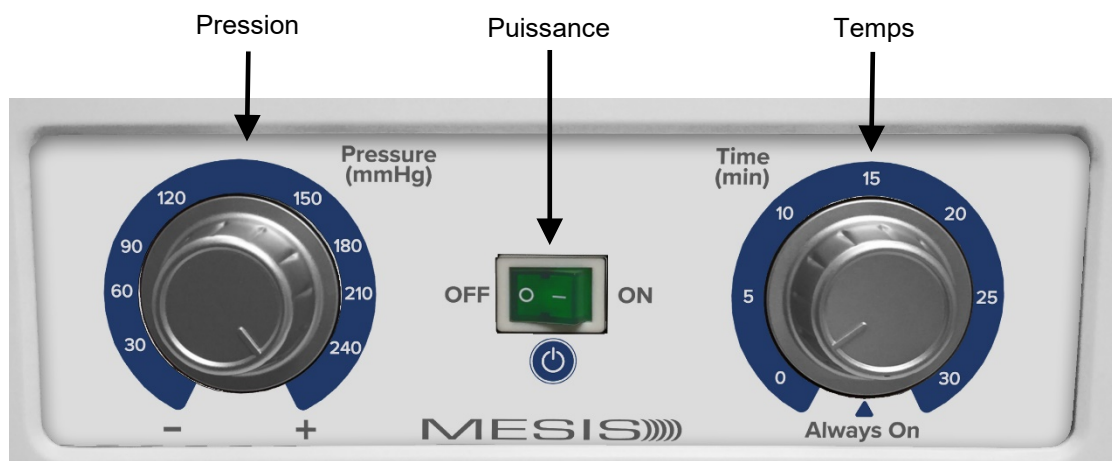 Pression
Puissance
Temps
Pressure
(mmHg)
30
60
90
120
150
180
210
240
- +
OFF O - ON
Time
(min)
0
5
10
15
20
25
30
Always On
MESIS